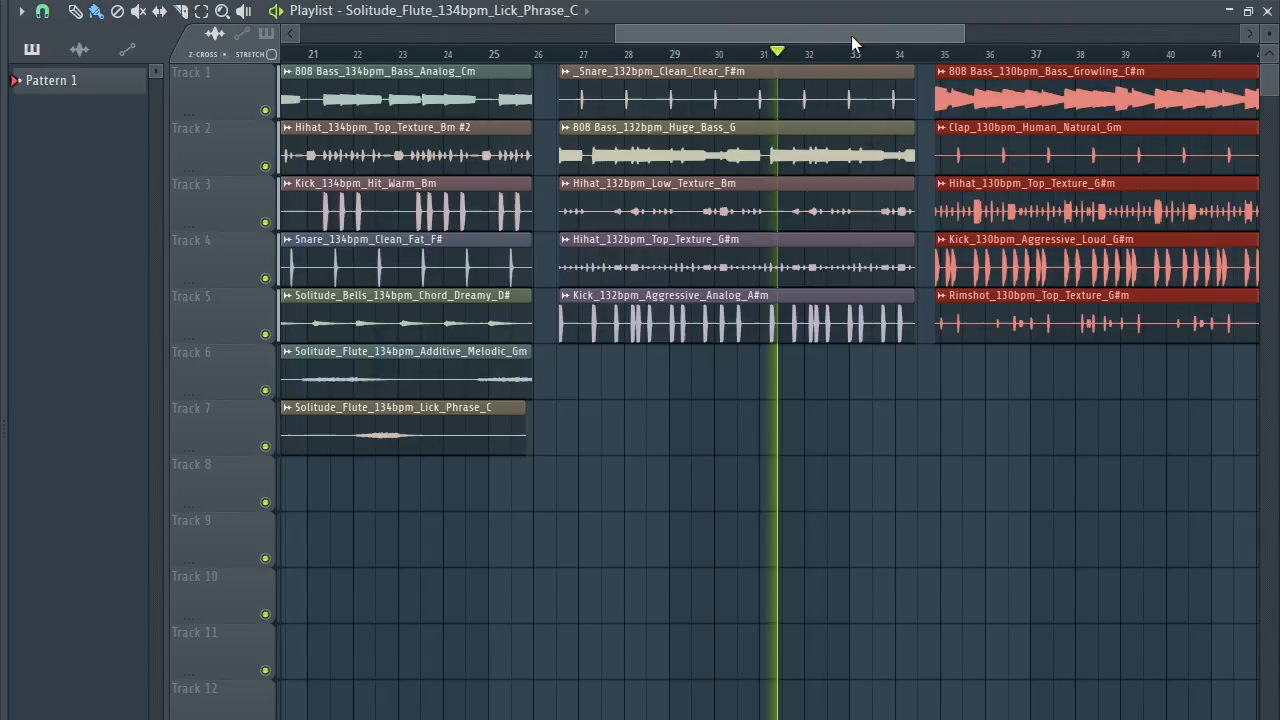 Playlist - Solitude_Flute_134bpm_Lick_Phrase_C
Z-CROSS STRETCH
21 22 23 24 25 26 27 28 29 30 31 32 33 34 35 36 37 38 39 40 41
Pattern 1
Track 1
808 Bass_134bpm_Bass_Analog_Cm
_Snare_132bpm_Clean_Clear_F#m
808 Bass_130bpm_Bass_Growling_C#m
Track 2
Hihat_134bpm_Top_Texture_Bm #2
808 Bass_132bpm_Huge_Bass_G
Clap_130bpm_Human_Natural_Gm
Track 3
Kick_134bpm_Hit_Warm_Bm
Hihat_132bpm_Low_Texture_Bm
Hihat_130bpm_Top_Texture_G#m
Track 4
Snare_134bpm_Clean_Fat_F#
Hihat_132bpm_Top_Texture_G#m
Kick_130bpm_Aggressive_Loud_G#m
Track 5
Solitude_Bells_134bpm_Chord_Dreamy_D#
Kick_132bpm_Aggressive_Analog_A#m
Rimshot_130bpm_Top_Texture_G#m
Track 6
Solitude_Flute_134bpm_Additive_Melodic_Gm
Track 7
Solitude_Flute_134bpm_Lick_Phrase_C
Track 8
Track 9
Track 10
Track 11
Track 12